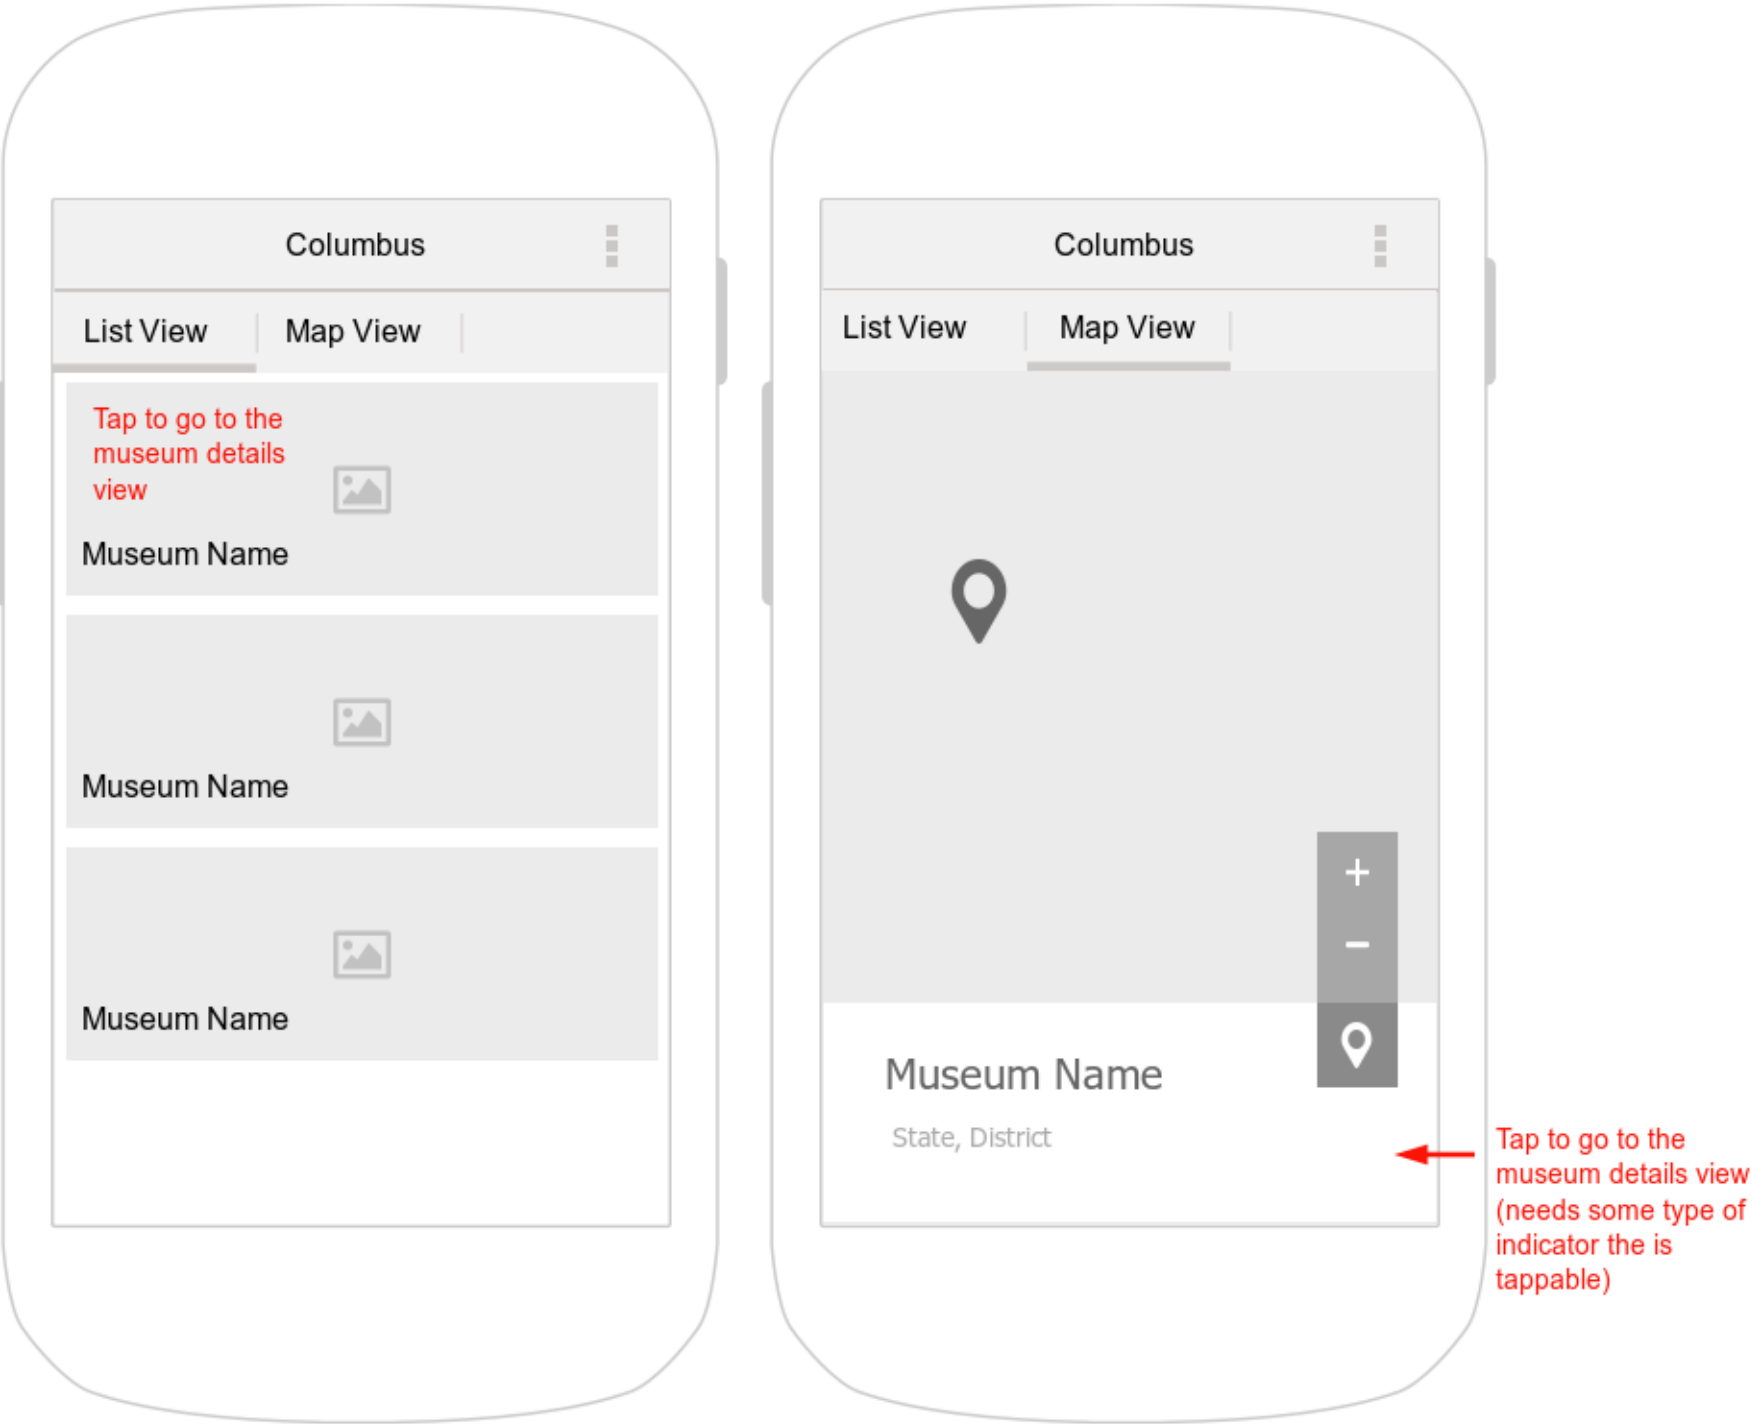 Columbus
List View
Map View
Tap to go to the
museum details
view
Museum Name
Museum Name
Museum Name
Columbus
List View
Map View
+
−
Museum Name
State, District
Tap to go to the
museum details view
(needs some type of
indicator the is
tappable)